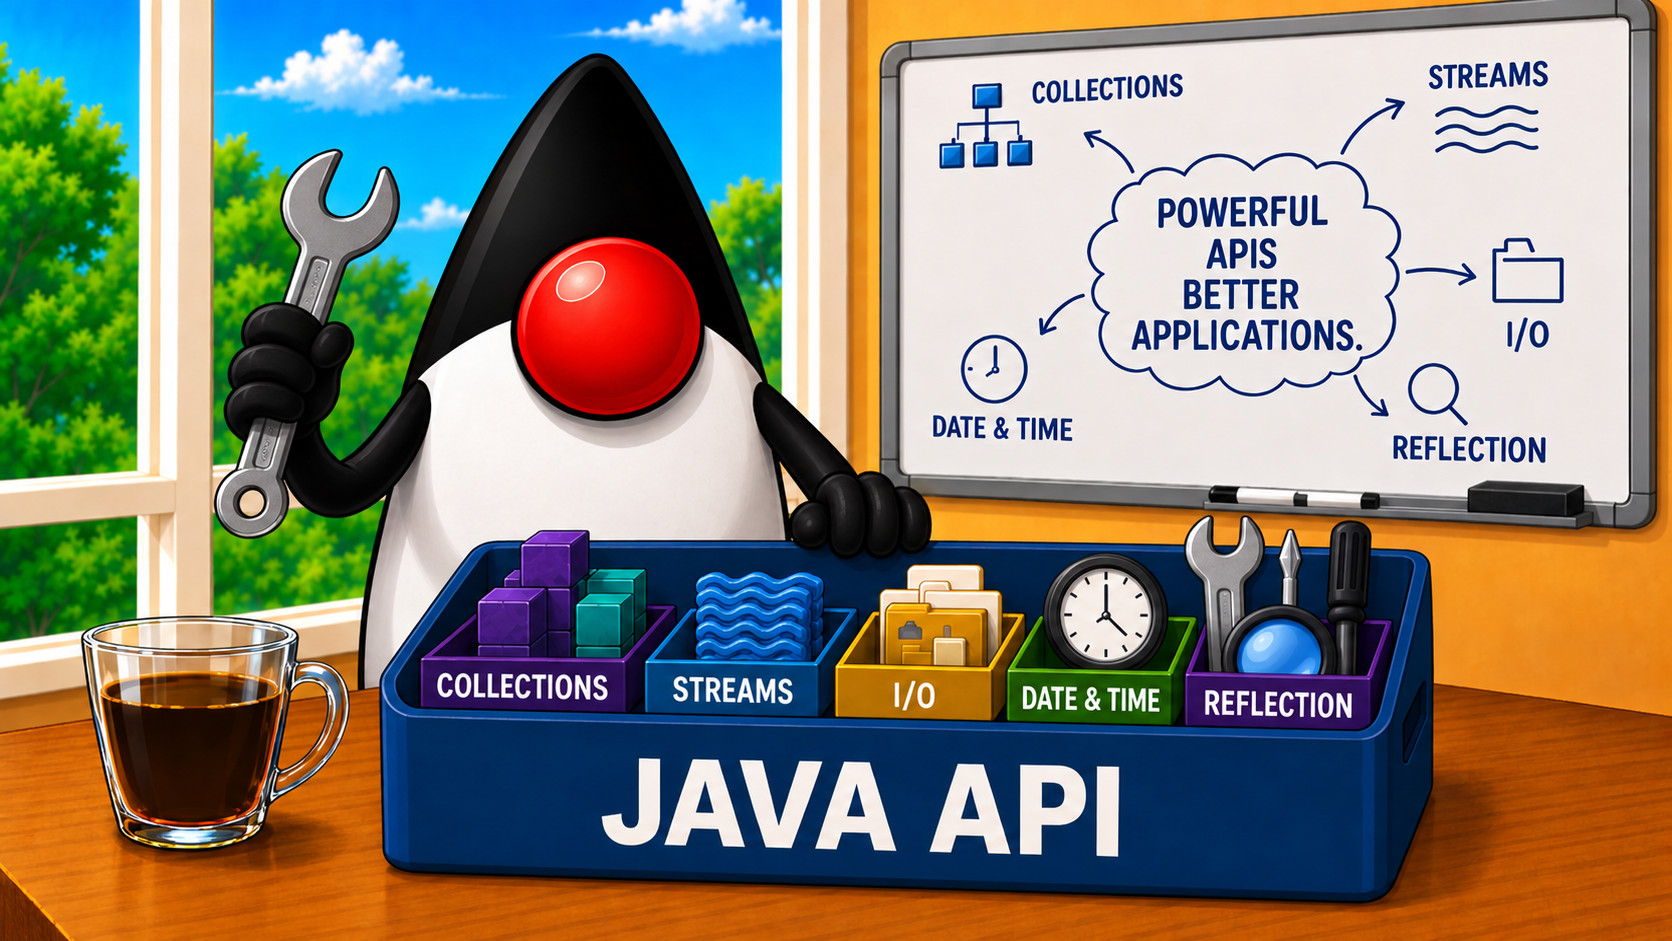 COLLECTIONS
STREAMS
POWERFUL
APIS
BETTER
APPLICATIONS.
I/O
DATE & TIME
REFLECTION
COLLECTIONS
STREAMS
I/O
DATE & TIME
REFLECTION
JAVA API